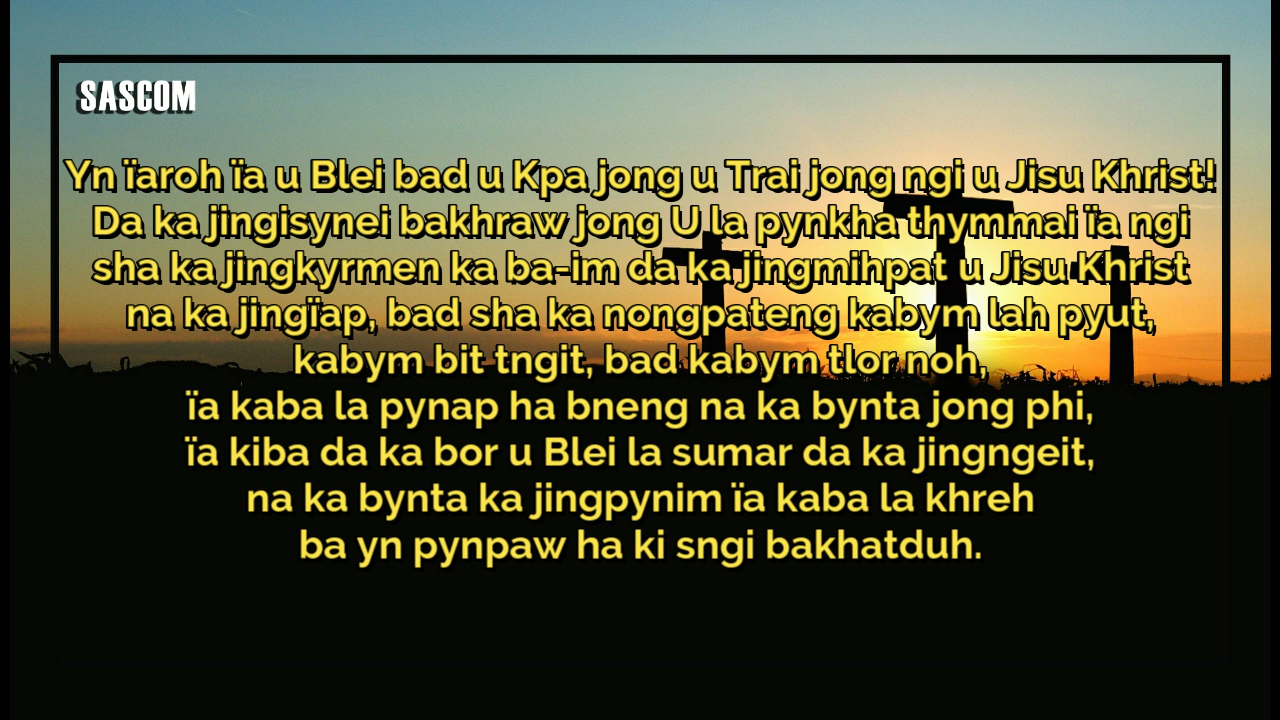 SASCOM
Yn ïaroh ïa u Blei bad u Kpa jong u Trai jong ngi u Jisu Khrist!
Da ka jingisynei bakhraw jong U la pynkha thymmai ïa ngi
sha ka jingkyrmen ka ba-im da ka jingmihpat u Jisu Khrist
na ka jingïap, bad sha ka nongpateng kabym lah pyut,
kabym bit tngit, bad kabym tlor noh,
ïa kaba la pynap ha bneng na ka bynta jong phi,
ïa kiba da ka bor u Blei la sumar da ka jingngeit,
na ka bynta ka jingpynim ïa kaba la khreh
ba yn pynpaw ha ki sngi bakhatduh.